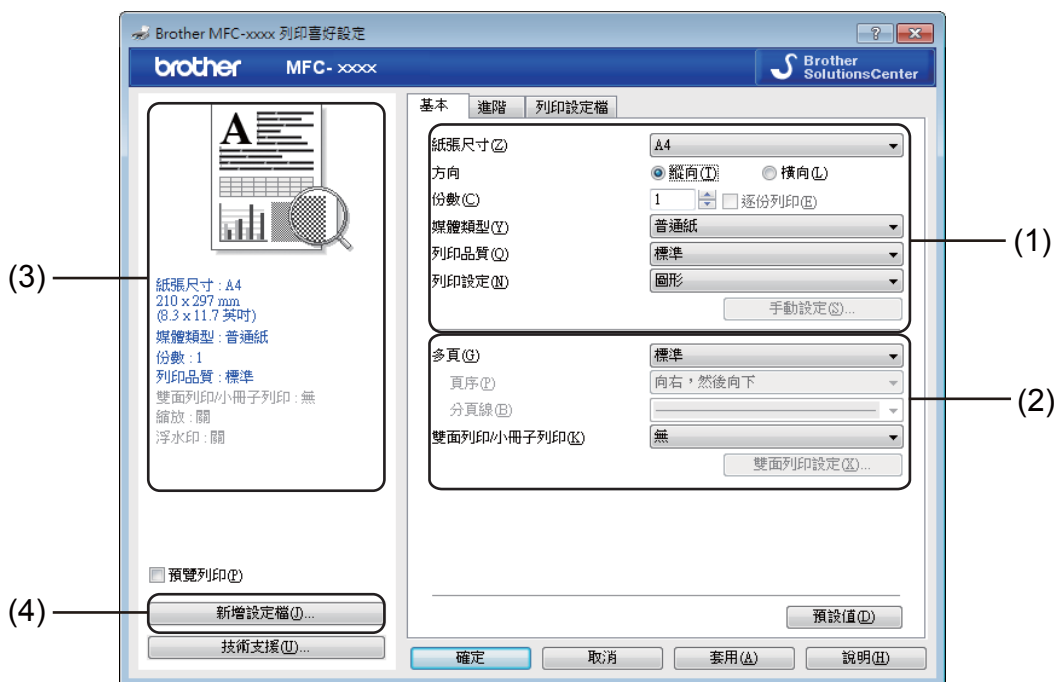 Brother MFC-xxxx 列印喜好設定
brother MFC- xxxx
Brother
SolutionsCenter
A
紙張尺寸 : A4
210 x 297 mm
(8.3 x 11.7 英吋)
媒體類型 : 普通紙
份數 : 1
列印品質 : 標準
雙面列印/小冊子列印 : 無
縮放 : 關
浮水印 : 關
(3)
預覽列印(P)
(4)
新增設定檔(J)...
技術支援(U)...
基本 進階 列印設定檔
紙張尺寸(Z) A4
方向 縱向(T) 橫向(L)
份數(C) 1 逐份列印(E)
媒體類型(Y) 普通紙
列印品質(Q) 標準
列印設定(N) 圖形
手動設定(S)...
(1)
多頁(G) 標準
頁序(P) 向右，然後向下
分頁線(B)
雙面列印/小冊子列印(K) 無
雙面列印設定(X)...
(2)
預設值(D)
確定 取消 套用(A) 說明(H)